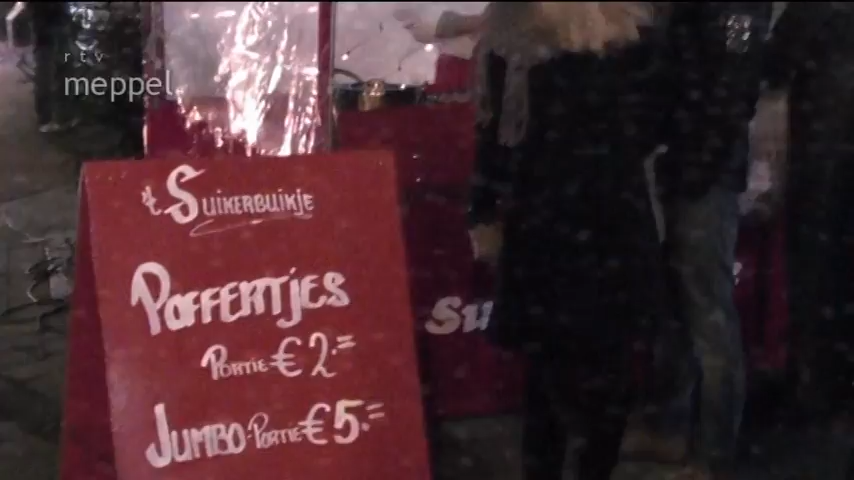 rtv
meppel
't Suikerbuikje
Poffertjes
Portie € 2.=
Jumbo-Portie € 5.=
Su